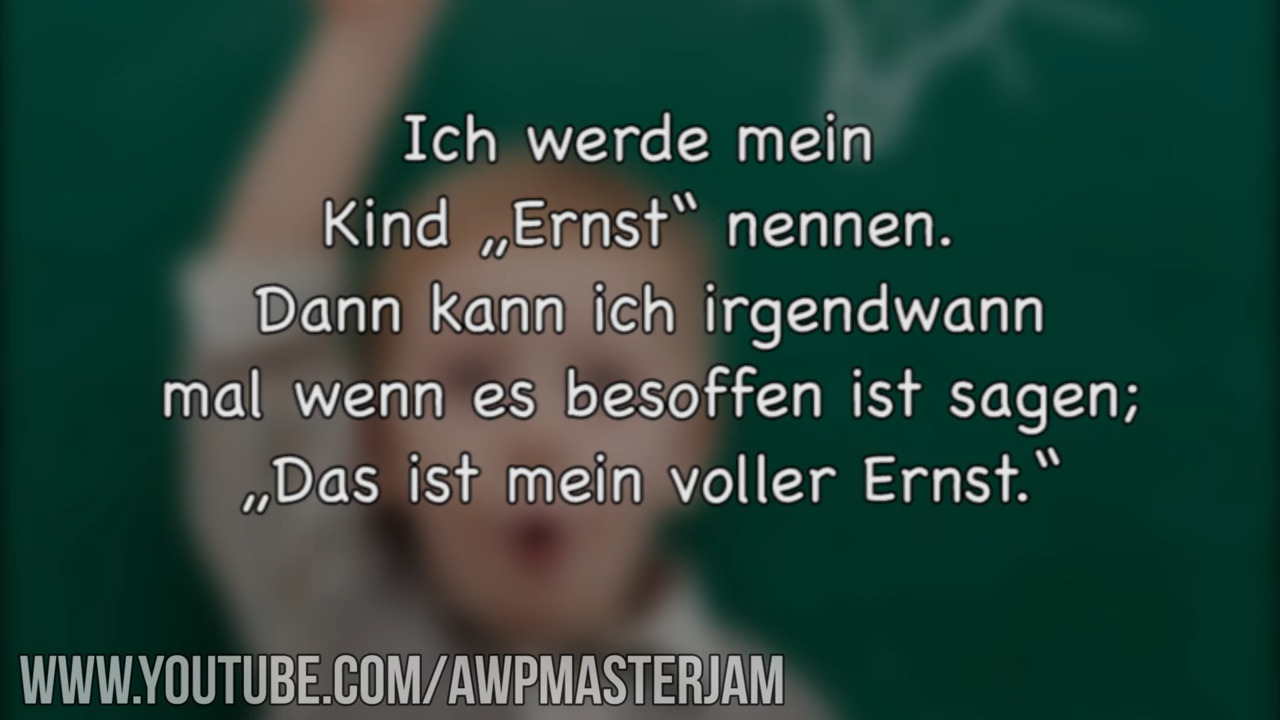 Ich werde mein
Kind „Ernst“ nennen.
Dann kann ich irgendwann
mal wenn es besoffen ist sagen;
„Das ist mein voller Ernst.“
WWW.YOUTUBE.COM/AWPMASTERJAM